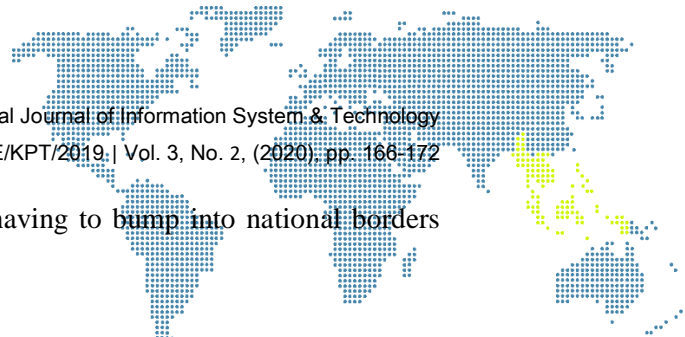 al Journal of Information System & Technology
E/KPT/2019 | Vol. 3, No. 2, (2020), pp. 166-172
having to bump into national borders